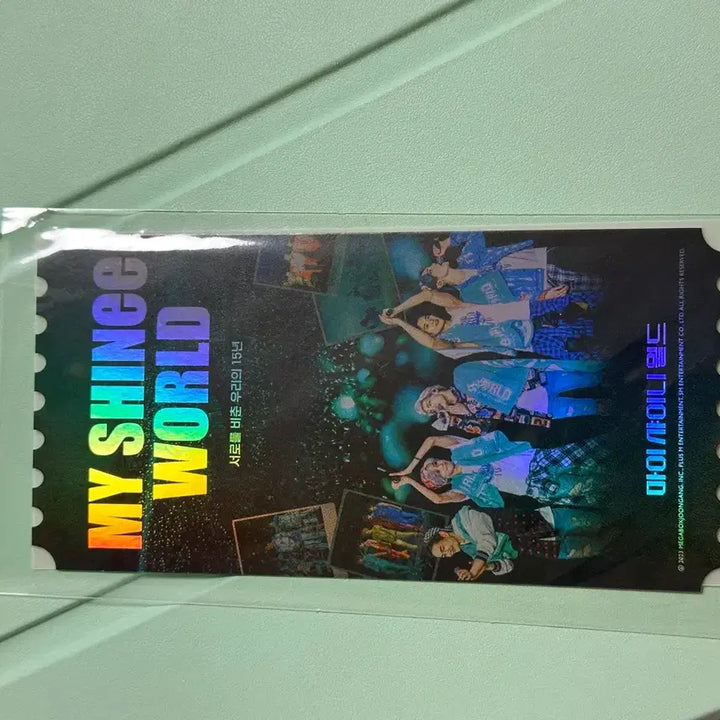 MY SHINee
WORLD
서로를 비춘 우리의 15년
마이 샤이니 월드
© 2023 MEGABOXJOONGANG, INC. PLUS M ENTERTAINMENT, SM ENTERTAINMENT CO., LTD. ALL RIGHTS RESERVED.